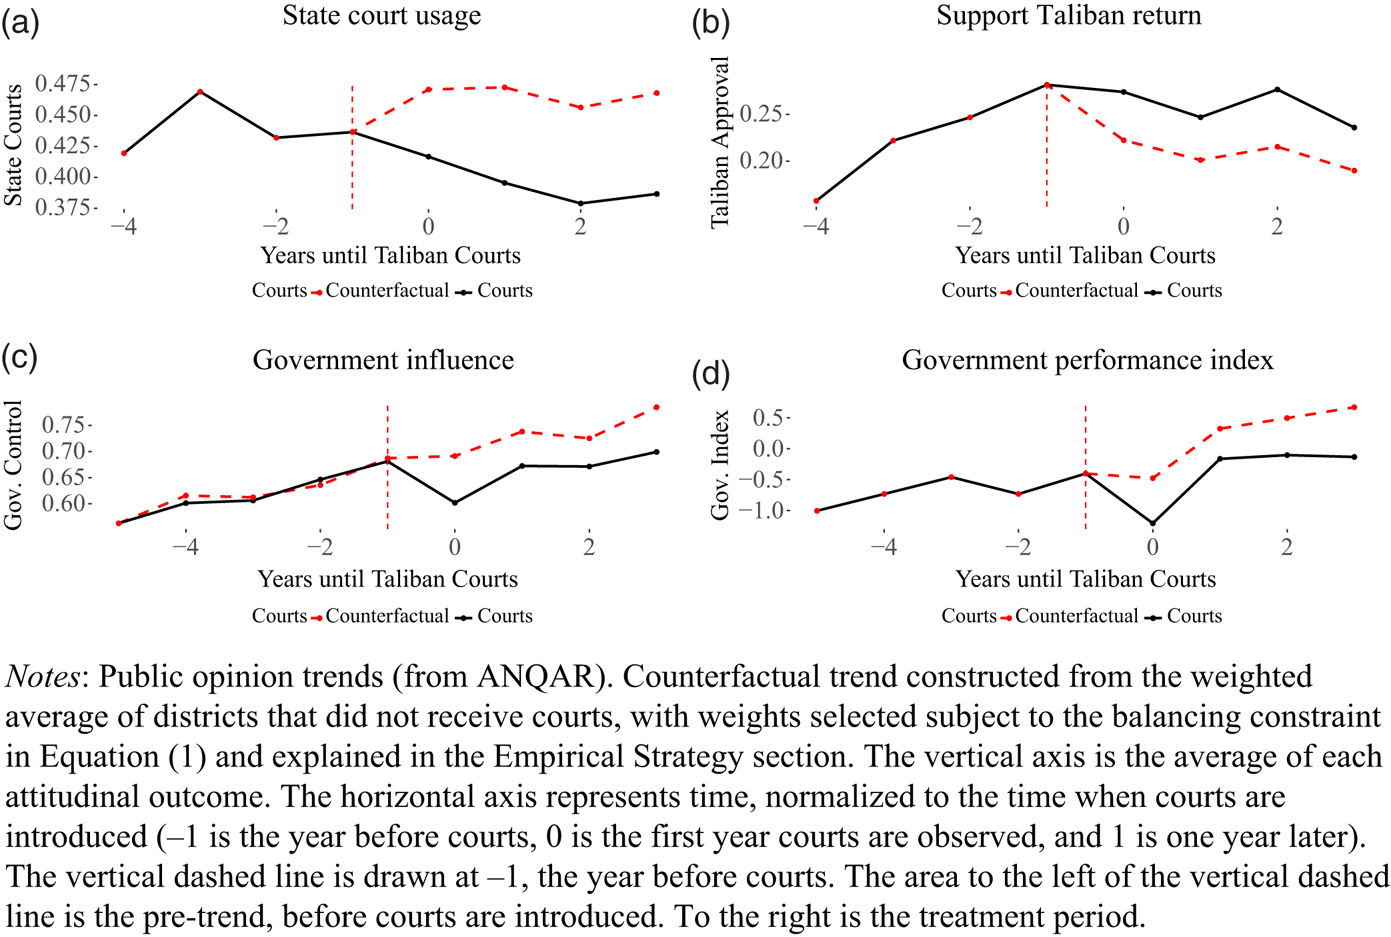 (a) State court usage
State Courts
0.475
0.450
0.425
0.400
0.375
−4 −2 0 2
Years until Taliban Courts
Courts Counterfactual Courts
(b) Support Taliban return
Taliban Approval
0.25
0.20
−4 −2 0 2
Years until Taliban Courts
Courts Counterfactual Courts
(c) Government influence
Gov. Control
0.75
0.70
0.65
0.60
−4 −2 0 2
Years until Taliban Courts
Courts Counterfactual Courts
(d) Government performance index
Gov. Index
0.5
0.0
−0.5
−1.0
−4 −2 0 2
Years until Taliban Courts
Courts Counterfactual Courts
Notes: Public opinion trends (from ANQAR). Counterfactual trend constructed from the weighted
average of districts that did not receive courts, with weights selected subject to the balancing constraint
in Equation (1) and explained in the Empirical Strategy section. The vertical axis is the average of each
attitudinal outcome. The horizontal axis represents time, normalized to the time when courts are
introduced (–1 is the year before courts, 0 is the first year courts are observed, and 1 is one year later).
The vertical dashed line is drawn at –1, the year before courts. The area to the left of the vertical dashed
line is the pre-trend, before courts are introduced. To the right is the treatment period.